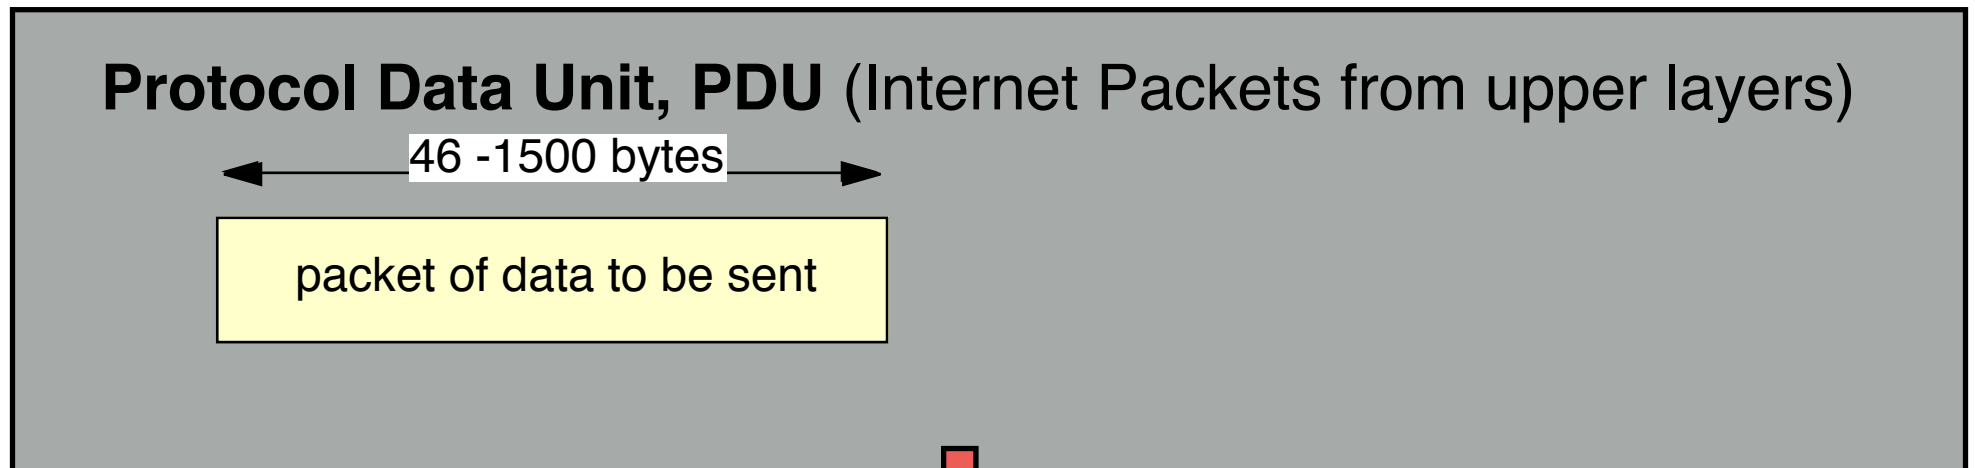 Protocol Data Unit, PDU (Internet Packets from upper layers)
46 -1500 bytes
packet of data to be sent